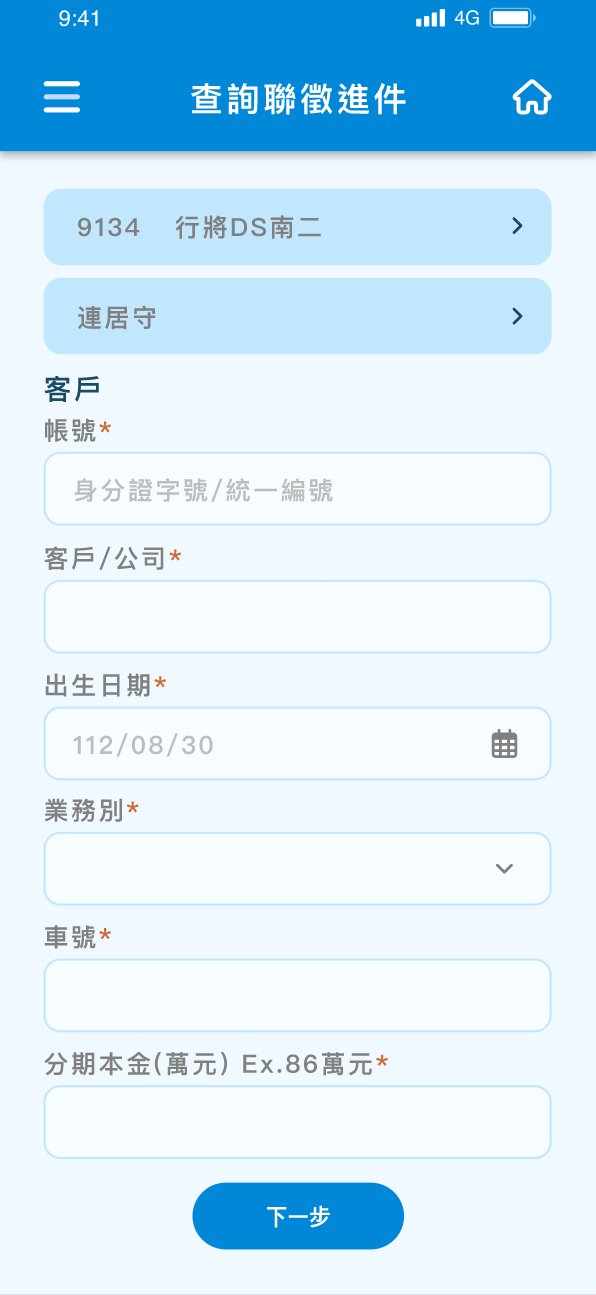 9:41 4G
查詢聯徵進件
9134 行將DS南二
連居守
客戶
帳號*
身分證字號/統一編號
客戶/公司*
出生日期*
112/08/30
業務別*
車號*
分期本金(萬元) Ex.86萬元*
下一步